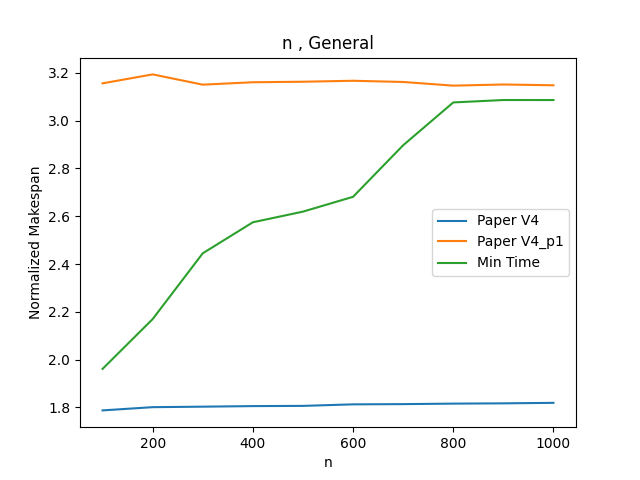 n , General
Normalized Makespan
3.2
3.0
2.8
2.6
2.4
2.2
2.0
1.8
Paper V4
Paper V4_p1
Min Time
200
400
600
800
1000
n